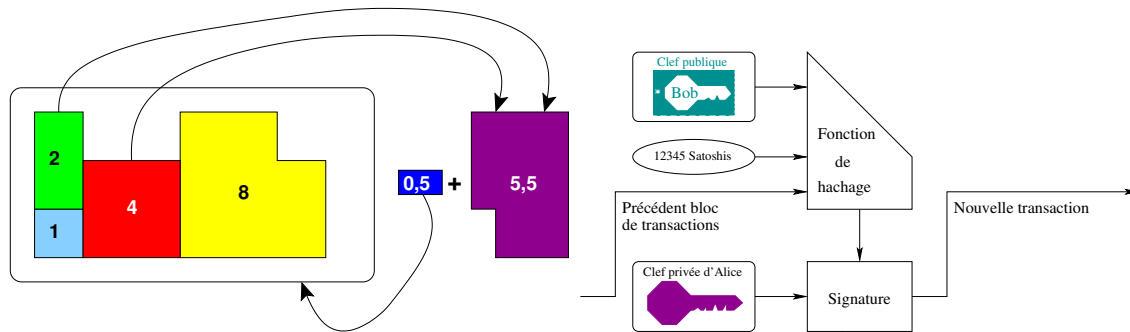 2
1
4
8
0,5
+
5,5
Clef publique
Bob
12345 Satoshis
Précédent bloc
de transactions
Clef privée d'Alice
Fonction
de
hachage
Signature
Nouvelle transaction